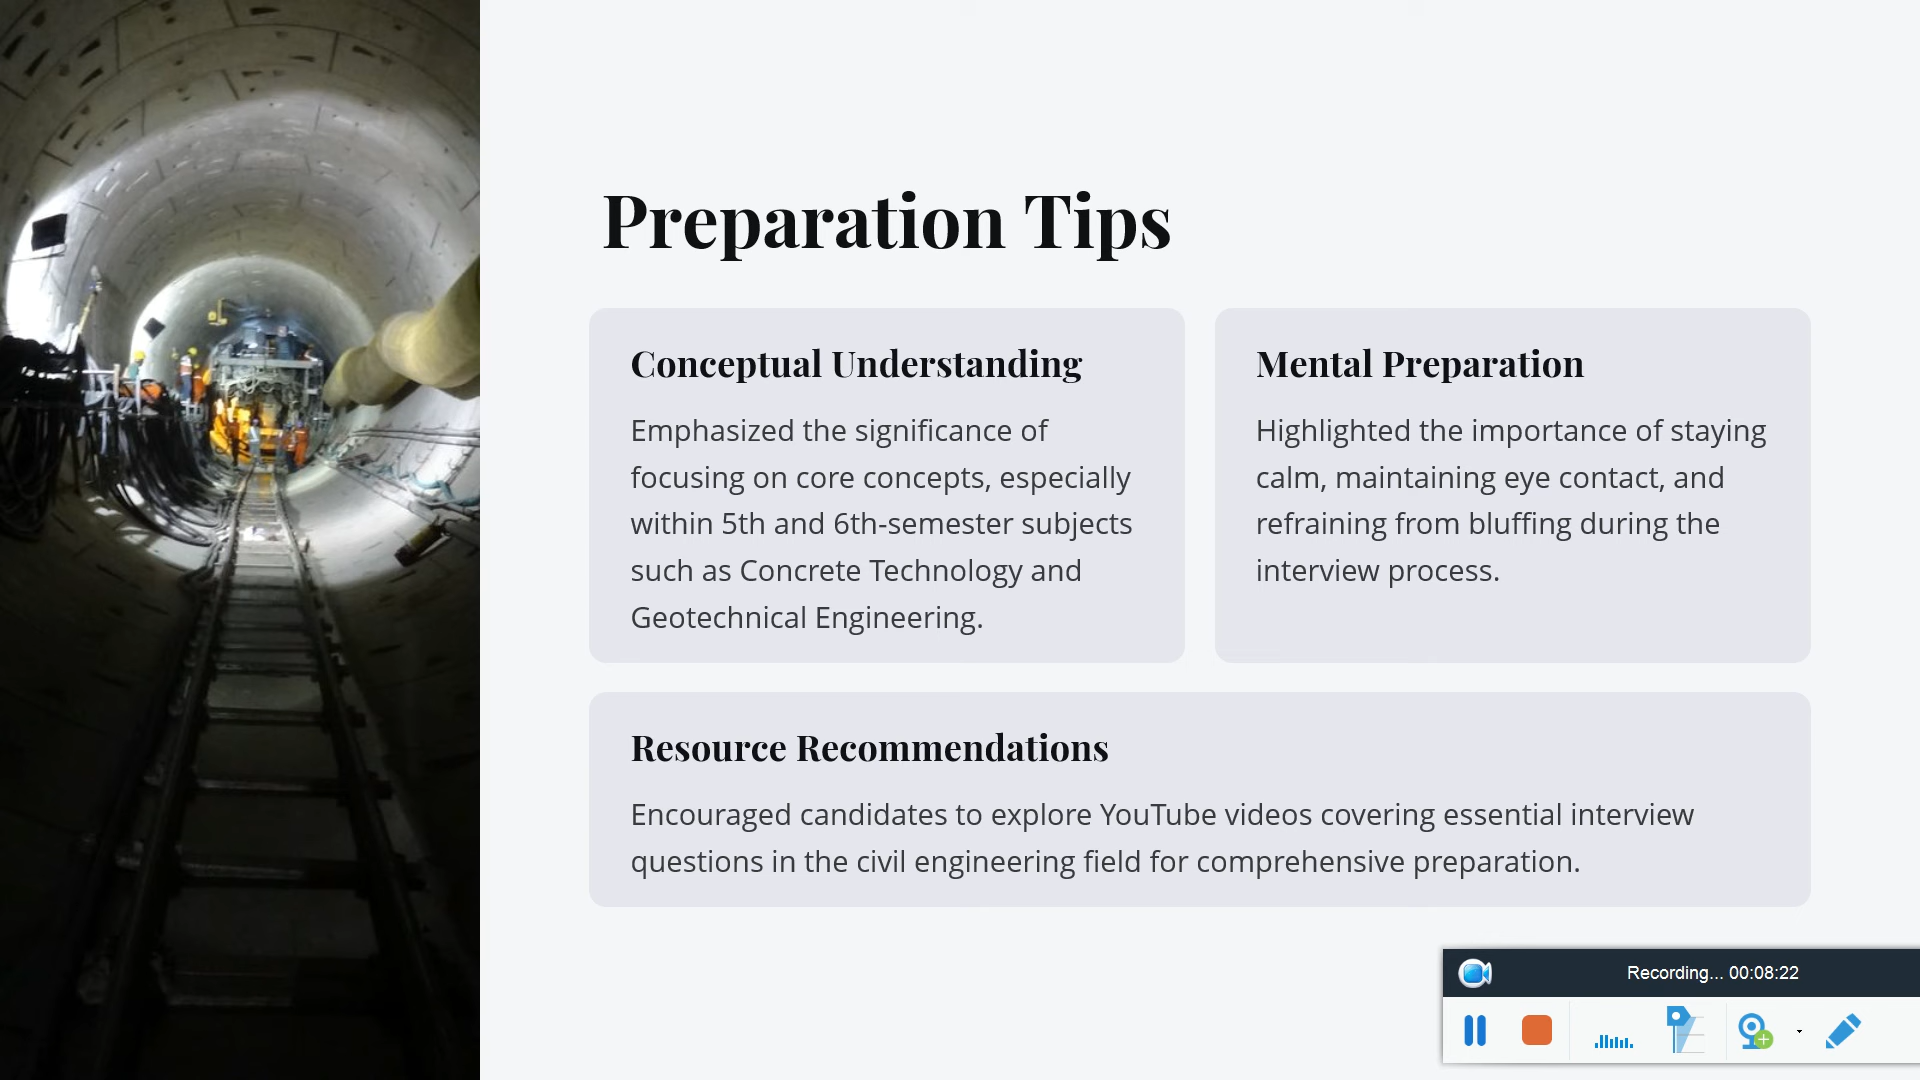 Preparation Tips
Conceptual Understanding
Emphasized the significance of
focusing on core concepts, especially
within 5th and 6th-semester subjects
such as Concrete Technology and
Geotechnical Engineering.
Mental Preparation
Highlighted the importance of staying
calm, maintaining eye contact, and
refraining from bluffing during the
interview process.
Resource Recommendations
Encouraged candidates to explore YouTube videos covering essential interview
questions in the civil engineering field for comprehensive preparation.
Recording... 00:08:22